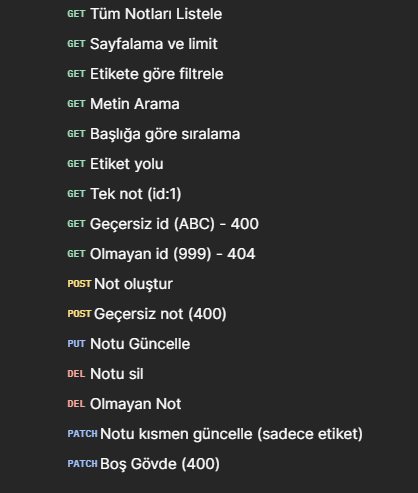 GET Tüm Notları Listele
GET Sayfalama ve limit
GET Etikete göre filtrele
GET Metin Arama
GET Başlığa göre sıralama
GET Etiket yolu
GET Tek not (id:1)
GET Geçersiz id (ABC) - 400
GET Olmayan id (999) - 404
POST Not oluştur
POST Geçersiz not (400)
PUT Notu Güncelle
DEL Notu sil
DEL Olmayan Not
PATCH Notu kısmen güncelle (sadece etiket)
PATCH Boş Gövde (400)